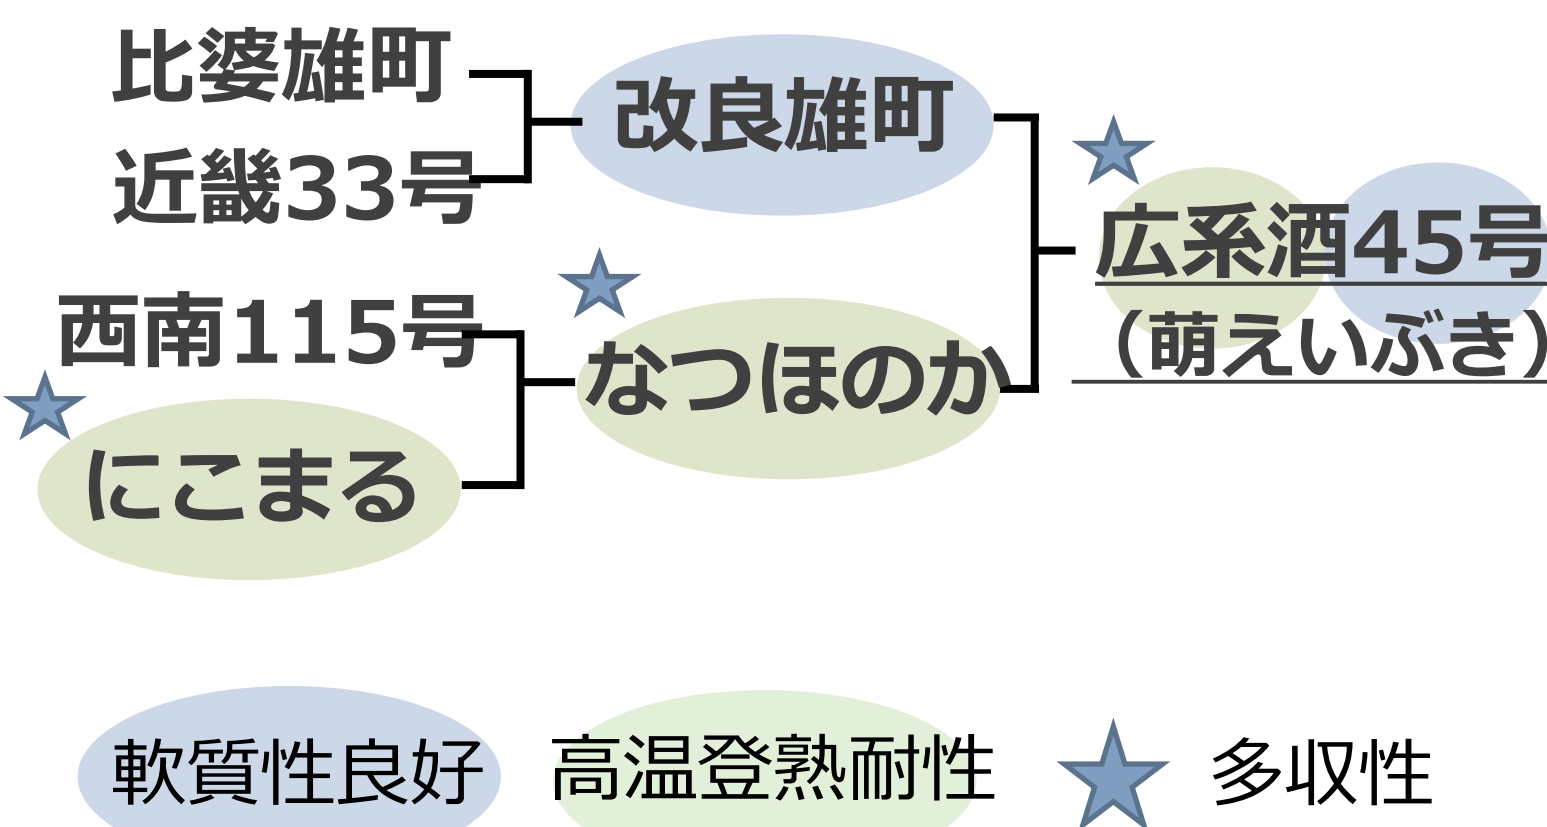 比婆雄町
近畿33号
改良雄町
西南115号
にこまる
なつほのか
広系酒45号
（萌えいぶき）
軟質性良好
高温登熟耐性
多収性